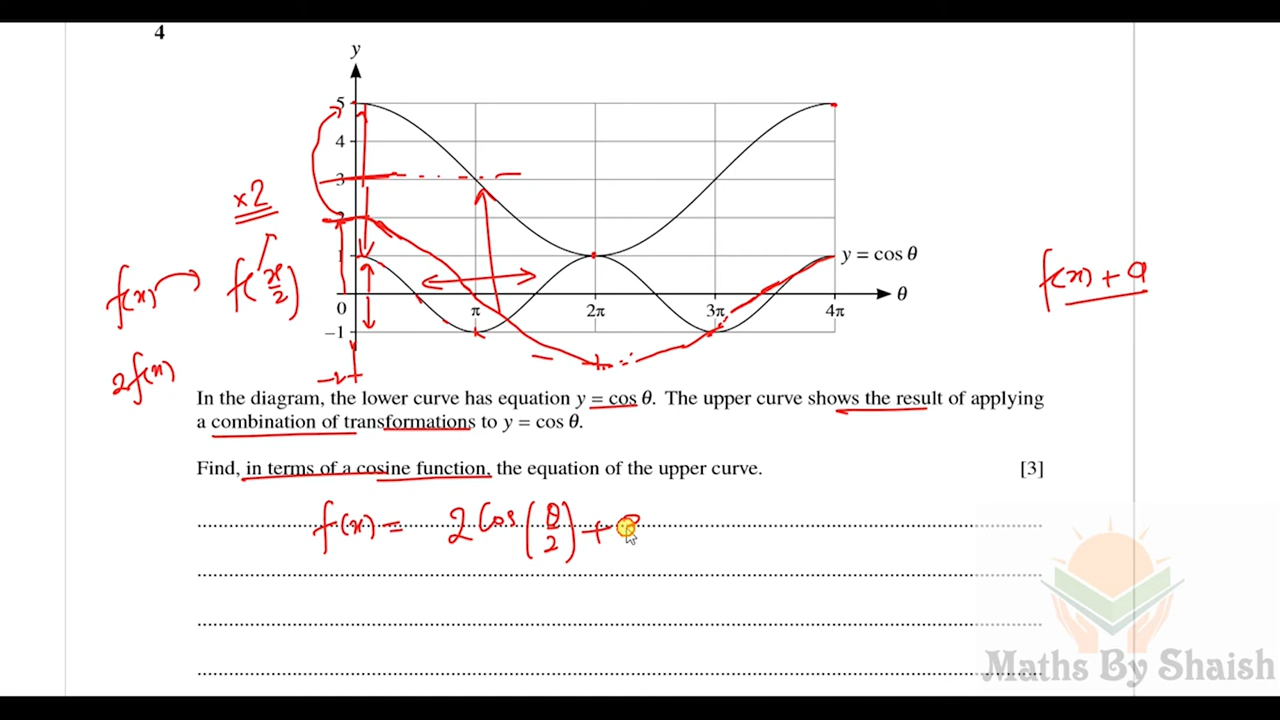 4
y
5
4
3
2
1
0
−1
π
2π
3π
4π
θ
y = cos θ
×2
f(x)
f(x/2)
2f(x)
f(x) + a
−2
In the diagram, the lower curve has equation y = cos θ. The upper curve shows the result of applying
a combination of transformations to y = cos θ.
Find, in terms of a cosine function, the equation of the upper curve. [3]
f(x) = 2 Cos (θ/2) +
Maths By Shaish